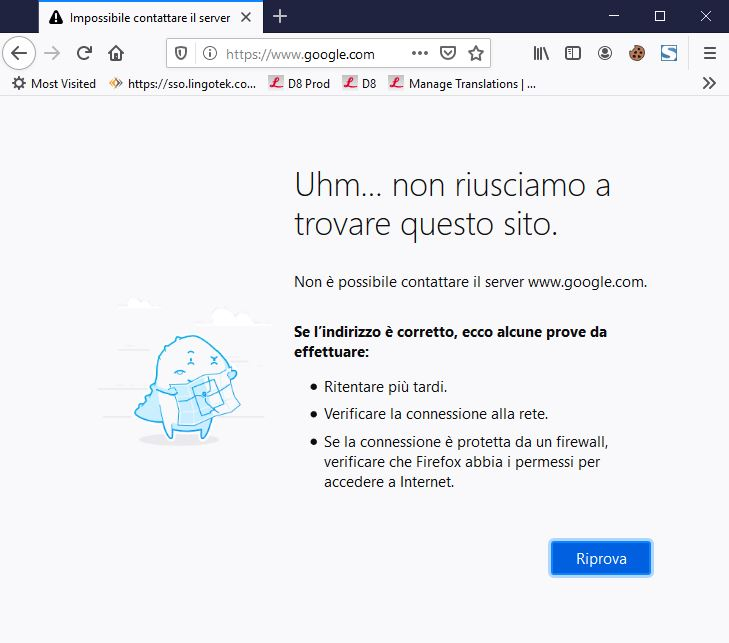 Impossibile contattare il server
https://www.google.com
Most Visited
https://sso.lingotek.co...
D8 Prod
D8
Manage Translations | ...
Uhm... non riusciamo a
trovare questo sito.
Non è possibile contattare il server www.google.com.
Se l’indirizzo è corretto, ecco alcune prove da
effettuare:
Ritentare più tardi.
Verificare la connessione alla rete.
Se la connessione è protetta da un firewall,
verificare che Firefox abbia i permessi per
accedere a Internet.
Riprova